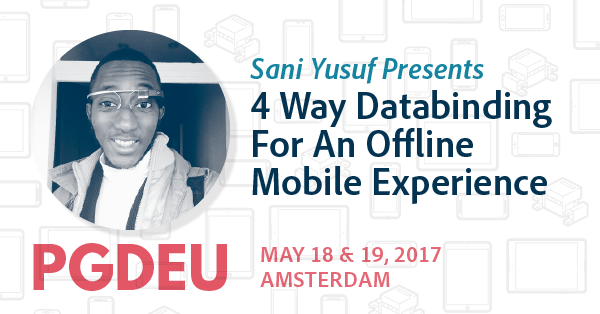 Sani Yusuf Presents
4 Way Databinding
For An Offline
Mobile Experience
PGDEU
MAY 18 & 19, 2017
AMSTERDAM